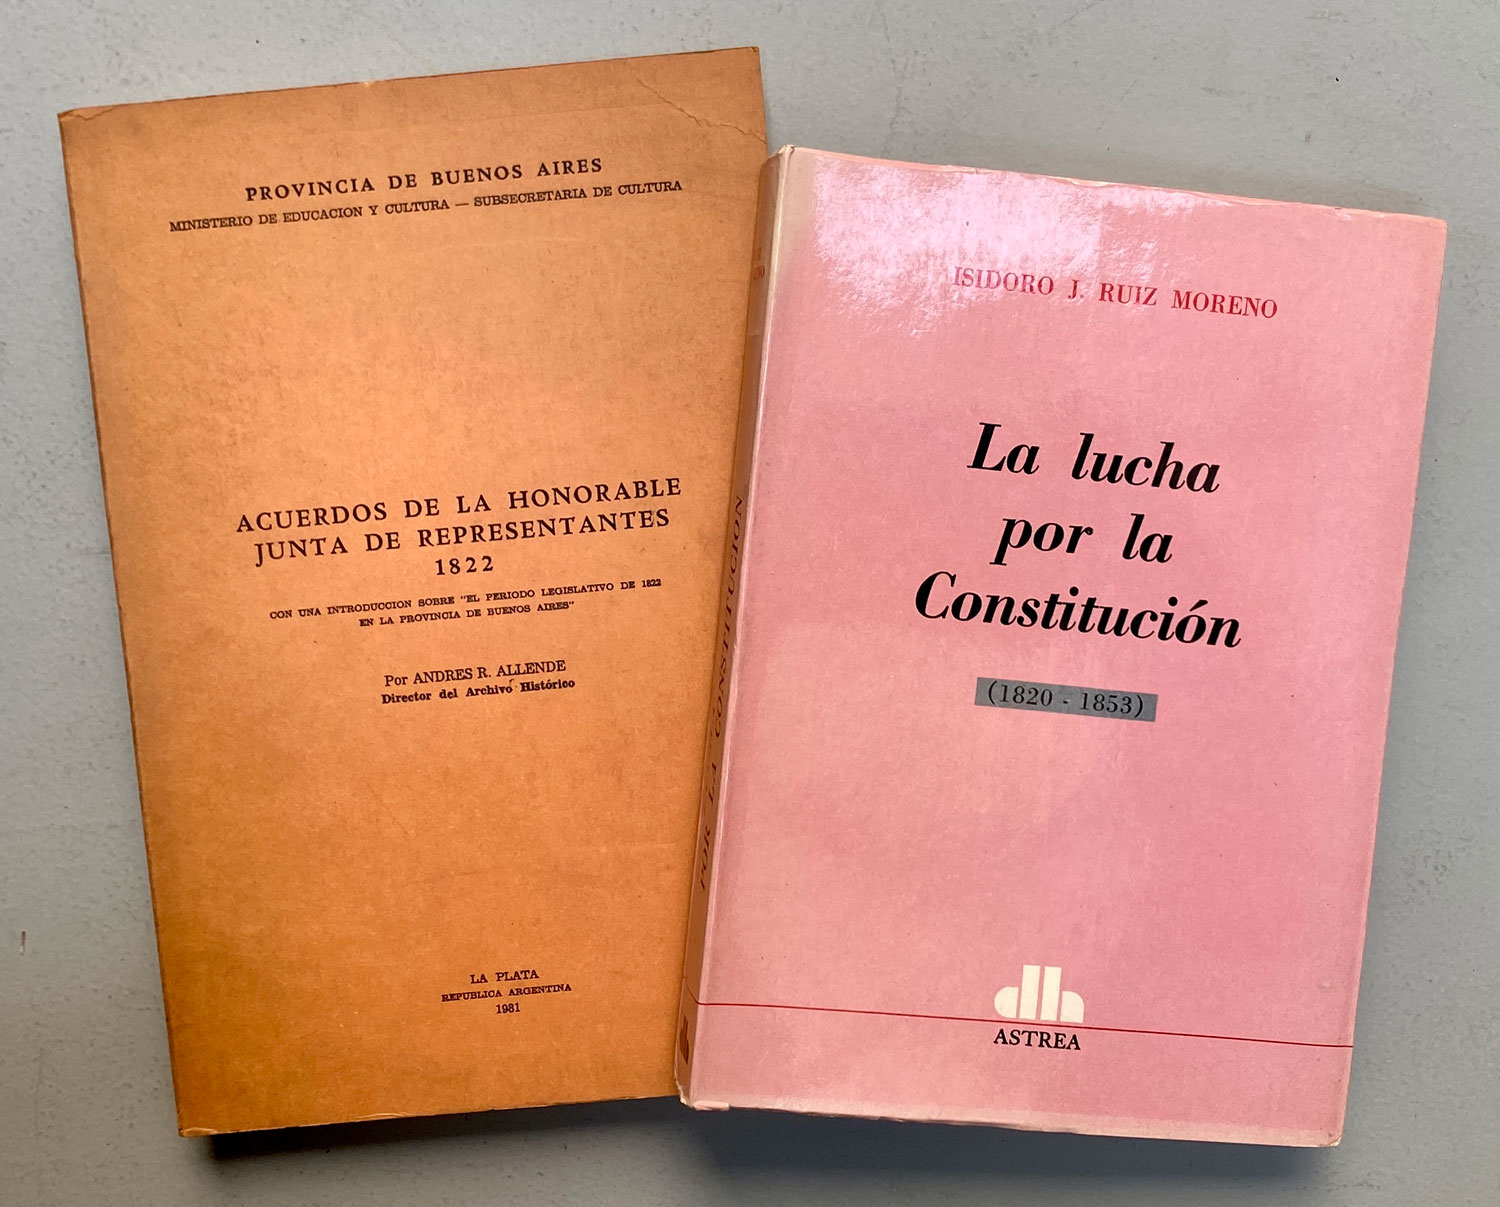 PROVINCIA DE BUENOS AIRES
MINISTERIO DE EDUCACION Y CULTURA — SUBSECRETARIA DE CULTURA
ACUERDOS DE LA HONORABLE
JUNTA DE REPRESENTANTES
1822
CON UNA INTRODUCCION SOBRE "EL PERIODO LEGISLATIVO DE 1822
EN LA PROVINCIA DE BUENOS AIRES"
Por ANDRES R. ALLENDE
Director del Archivo Histórico
LA PLATA
REPUBLICA ARGENTINA
1981
POR LA CONSTITUCION
ISIDORO J. RUIZ MORENO
La lucha
por la
Constitución
(1820 - 1853)
ASTREA